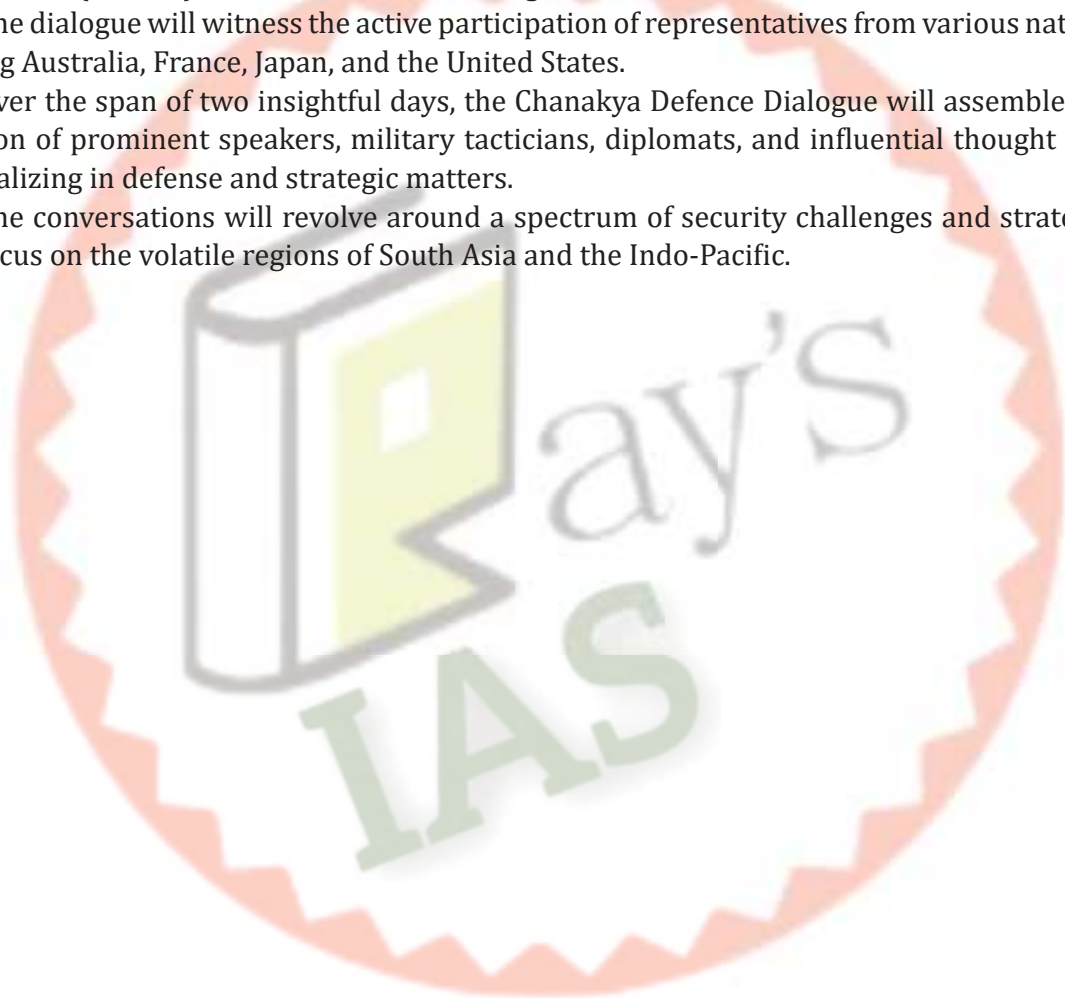 he dialogue will witness the active participation of representatives from various nat
g Australia, France, Japan, and the United States.
ver the span of two insightful days, the Chanakya Defence Dialogue will assemble
on of prominent speakers, military tacticians, diplomats, and influential thought
alizing in defense and strategic matters.
he conversations will revolve around a spectrum of security challenges and strate
cus on the volatile regions of South Asia and the Indo-Pacific.
ay's
IAS